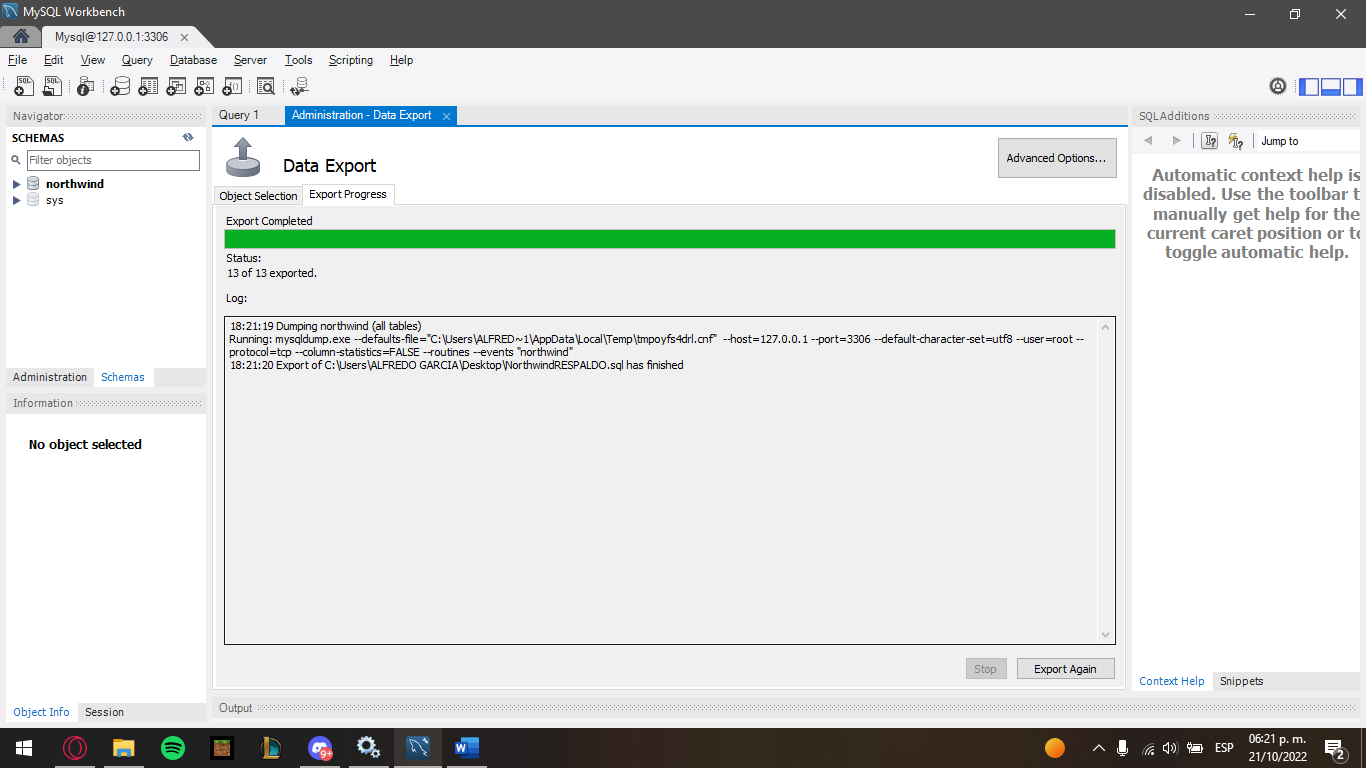 MySQL Workbench
Mysql@127.0.0.1:3306
File Edit View Query Database Server Tools Scripting Help
Navigator
SCHEMAS
Filter objects
northwind
sys
Administration Schemas
Information
No object selected
Object Info Session
Query 1 Administration - Data Export
Data Export
Advanced Options...
Object Selection Export Progress
Export Completed
Status:
13 of 13 exported.
Log:
18:21:19 Dumping northwind (all tables)
Running: mysqldump.exe --defaults-file="C:\Users\ALFRED~1\AppData\Local\Temp\tmpoyfs4drl.cnf" --host=127.0.0.1 --port=3306 --default-character-set=utf8 --user=root --
protocol=tcp --column-statistics=FALSE --routines --events "northwind"
18:21:20 Export of C:\Users\ALFREDO GARCIA\Desktop\NorthwindRESPALDO.sql has finished
Stop Export Again
Output
SQLAdditions
Jump to
Automatic context help is
disabled. Use the toolbar t
manually get help for the
current caret position or to
toggle automatic help.
Context Help Snippets
9+
ESP
06:21 p. m.
21/10/2022
2